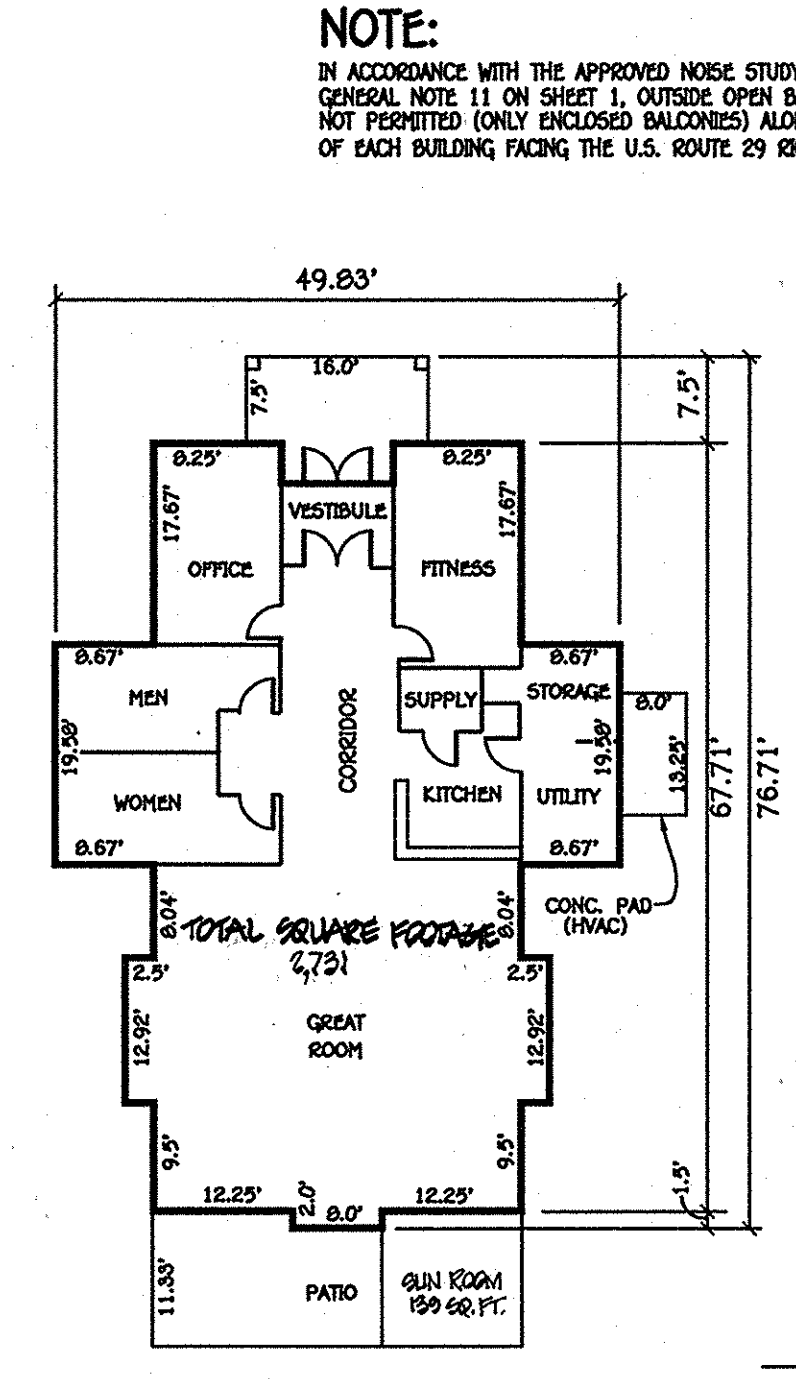 NOTE:
IN ACCORDANCE WITH THE APPROVED NOISE STUDY
GENERAL NOTE 11 ON SHEET 1, OUTSIDE OPEN B
NOT PERMITTED (ONLY ENCLOSED BALCONIES) ALO
OF EACH BUILDING FACING THE U.S. ROUTE 29 RI
49.83'
16.0'
7.5'
7.5'
8.25'
8.25'
17.67'
17.67'
VESTIBULE
OFFICE
FITNESS
8.67'
8.67'
MEN
SUPPLY
STORAGE
8.0'
CORRIDOR
19.58'
19.58'
13.25'
67.71'
76.71'
WOMEN
KITCHEN
UTILITY
8.67'
8.67'
8.04'
8.04'
CONC. PAD
(HVAC)
TOTAL SQUARE FOOTAGE
2,731
2.5'
2.5'
GREAT
ROOM
12.92'
12.92'
9.5'
9.5'
1.5'
12.25'
2.0'
8.0'
12.25'
11.33'
PATIO
SUN ROOM
139 SQ. FT.